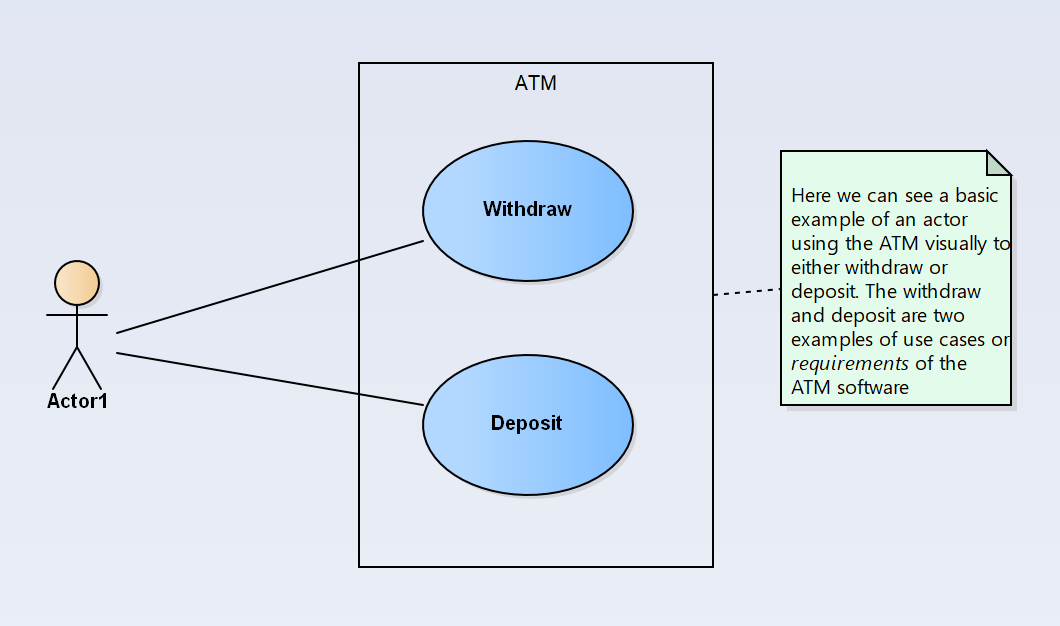 ATM
Withdraw
Deposit
Actor1
Here we can see a basic
example of an actor
using the ATM visually to
either withdraw or
deposit. The withdraw
and deposit are two
examples of use cases or
requirements of the
ATM software